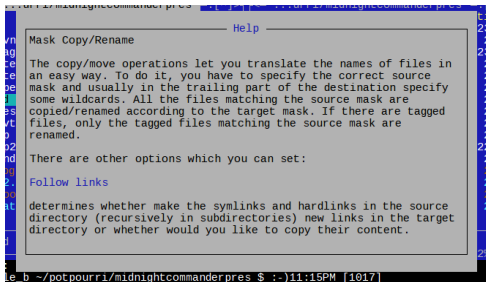 Help
Mask Copy/Rename
The copy/move operations let you translate the names of files in
an easy way. To do it, you have to specify the correct source
mask and usually in the trailing part of the destination specify
some wildcards. All the files matching the source mask are
copied/renamed according to the target mask. If there are tagged
files, only the tagged files matching the source mask are
renamed.
There are other options which you can set:
Follow links
determines whether make the symlinks and hardlinks in the source
directory (recursively in subdirectories) new links in the target
directory or whether would you like to copy their content.
le_b ~/potpourri/midnightcommanderpres $ :-)11:15PM [1017]